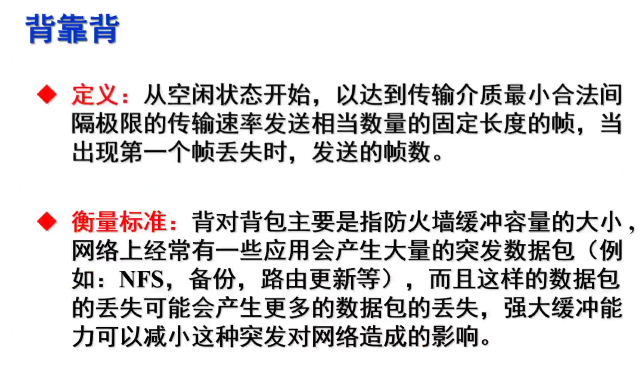 背靠背
定义：从空闲状态开始，以达到传输介质最小合法间
隔极限的传输速率发送相当数量的固定长度的帧，当
出现第一个帧丢失时，发送的帧数。
衡量标准：背对背包主要是指防火墙缓冲容量的大小，
网络上经常有一些应用会产生大量的突发数据包（例
如：NFS，备份，路由更新等），而且这样的数据包
的丢失可能会产生更多的数据包的丢失，强大缓冲能
力可以减小这种突发对网络造成的影响。